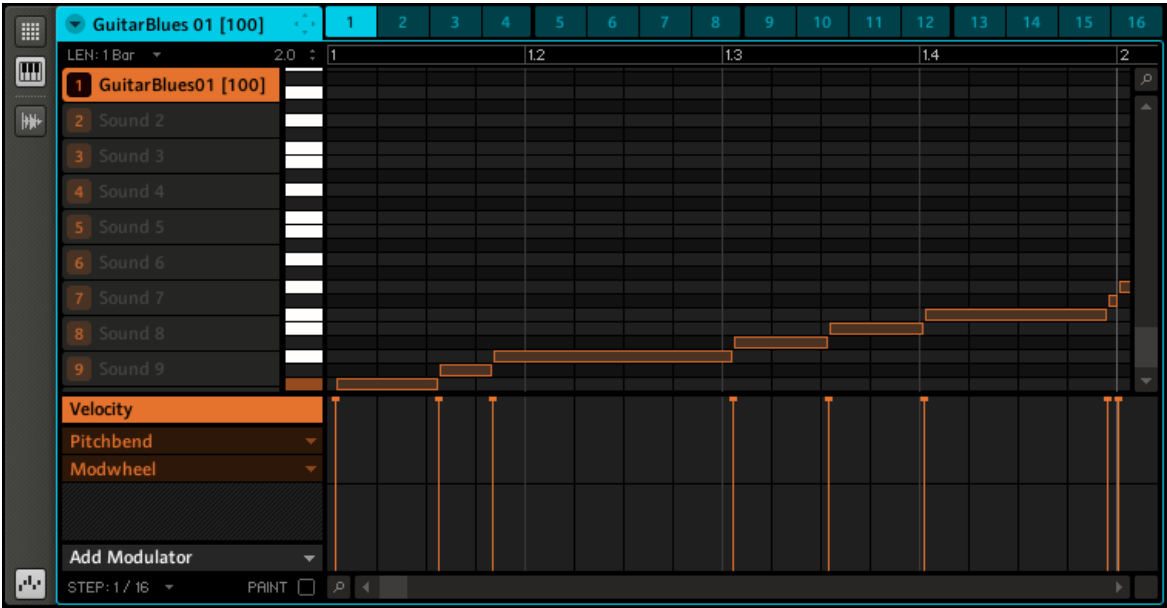 GuitarBlues 01 [100] 1 2 3 4 5 6 7 8 9 10 11 12 13 14 15 16
LEN: 1 Bar 2.0 1 1.2 1.3 1.4 2
1 GuitarBlues01 [100]
2 Sound 2
3 Sound 3
4 Sound 4
5 Sound 5
6 Sound 6
7 Sound 7
8 Sound 8
9 Sound 9
Velocity
Pitchbend
Modwheel
Add Modulator
STEP: 1 / 16 PAINT